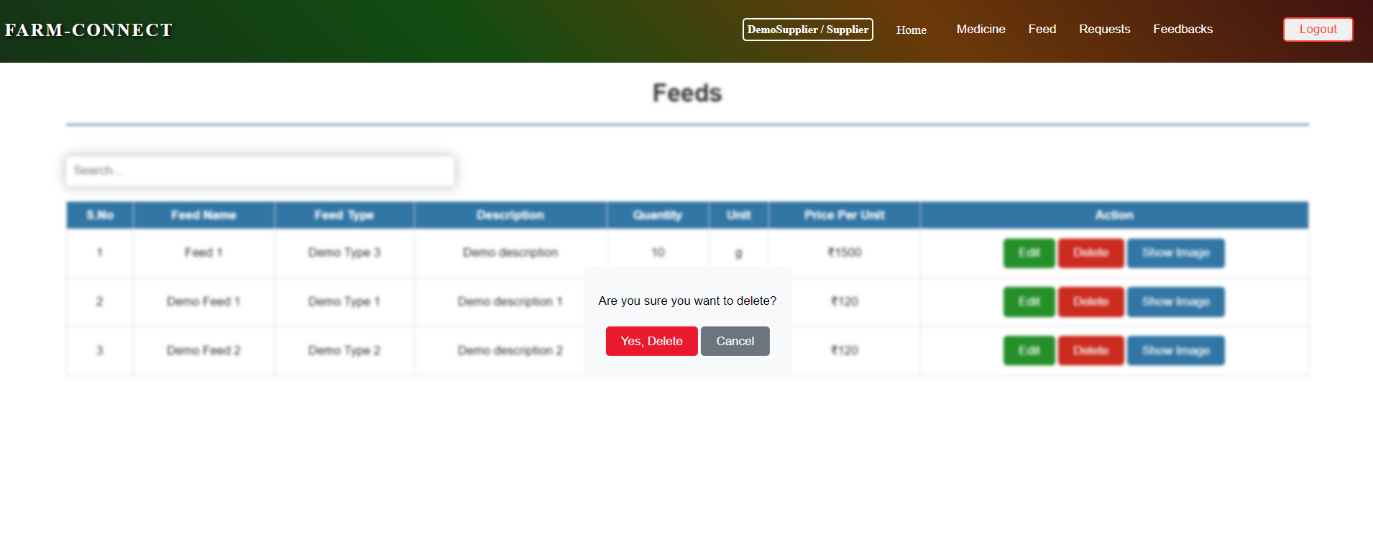 FARM-CONNECT
DemoSupplier / Supplier Home Medicine Feed Requests Feedbacks Logout
Feeds
Search...
S.No Feed Name Feed Type Description Quantity Unit Price Per Unit Action
1 Feed 1 Demo Type 3 Demo description 10 g ₹1500 Edit Delete Show Image
2 Demo Feed 1 Demo Type 1 Demo description 1 ₹120 Edit Delete Show Image
3 Demo Feed 2 Demo Type 2 Demo description 2 ₹120 Edit Delete Show Image
Are you sure you want to delete?
Yes, Delete Cancel